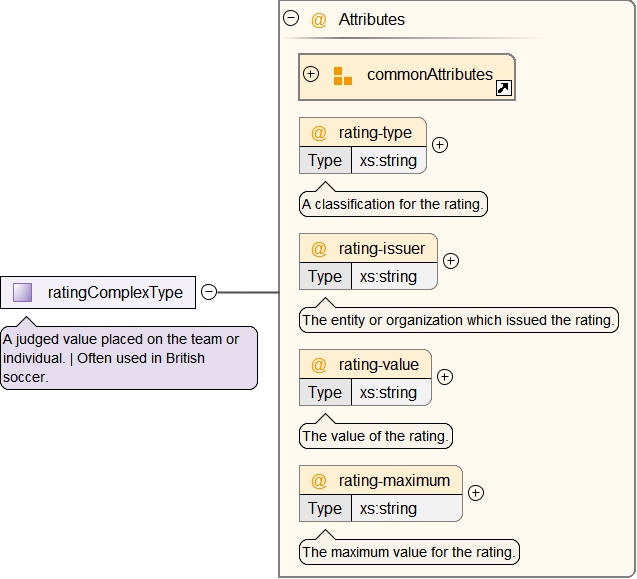 @ Attributes
commonAttributes
@ rating-type
Type xs:string
A classification for the rating.
@ rating-issuer
Type xs:string
The entity or organization which issued the rating.
ratingComplexType
A judged value placed on the team or
individual. | Often used in British
soccer.
@ rating-value
Type xs:string
The value of the rating.
@ rating-maximum
Type xs:string
The maximum value for the rating.